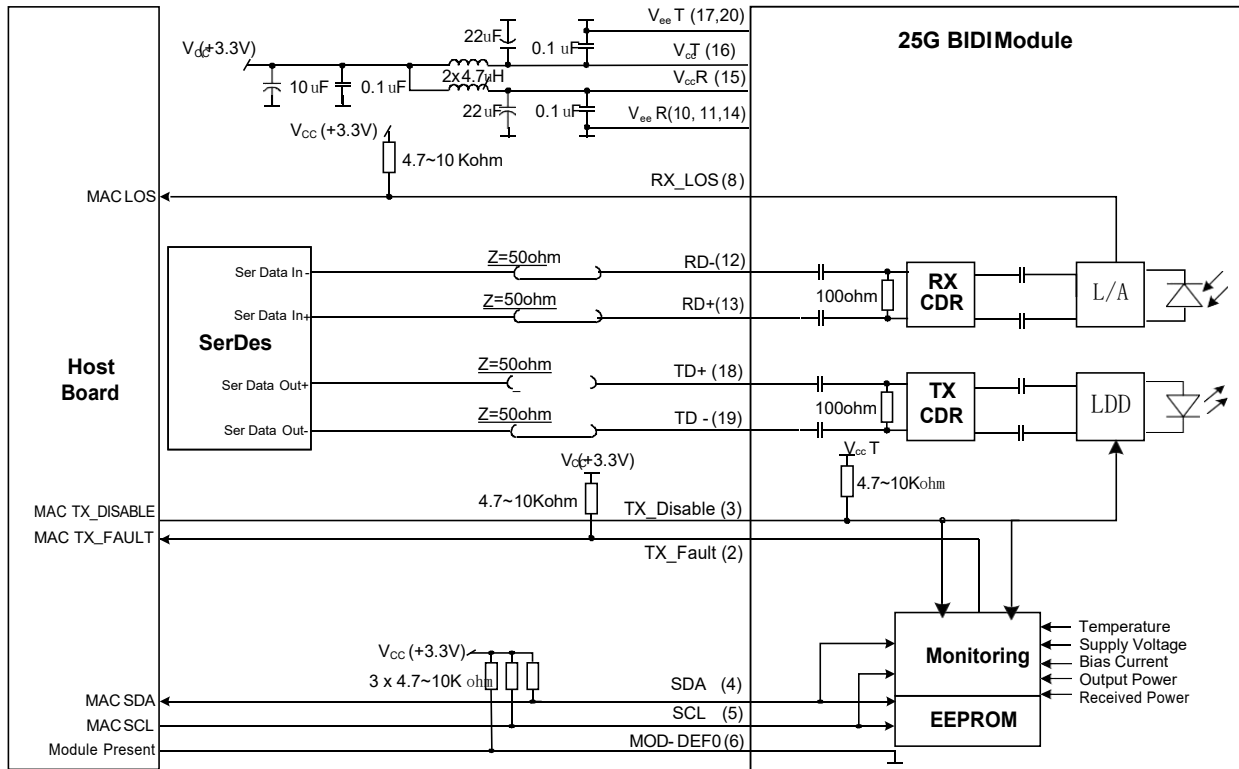 VeeT (17,20)
22uF
25G BIDIModule
VCC(+3.3V)
0.1 uF
VccT (16)
2x4.7uH
VccR (15)
10 uF
0.1 uF
22uF
0.1 uF
VeeR(10, 11,14)
VCC (+3.3V)
4.7~10 Kohm
RX_LOS (8)
MAC LOS
Z=50ohm
RD-(12)
Ser Data In -
RX
CDR
L/A
100ohm
Z=50ohm
RD+(13)
Ser Data In+
SerDes
Host
Board
Z=50ohm
TD+ (18)
Ser Data Out+
TX
CDR
LDD
100ohm
Z=50ohm
TD - (19)
Ser Data Out-
VccT
VCC(+3.3V)
4.7~10Kohm
4.7~10Kohm
MAC TX_DISABLE
TX_Disable (3)
MAC TX_FAULT
TX_Fault (2)
Temperature
Supply Voltage
Monitoring
Bias Current
Output Power
Received Power
VCC (+3.3V)
3 x 4.7~10K ohm
SDA (4)
MAC SDA
EEPROM
SCL (5)
MAC SCL
MOD- DEF0 (6)
Module Present